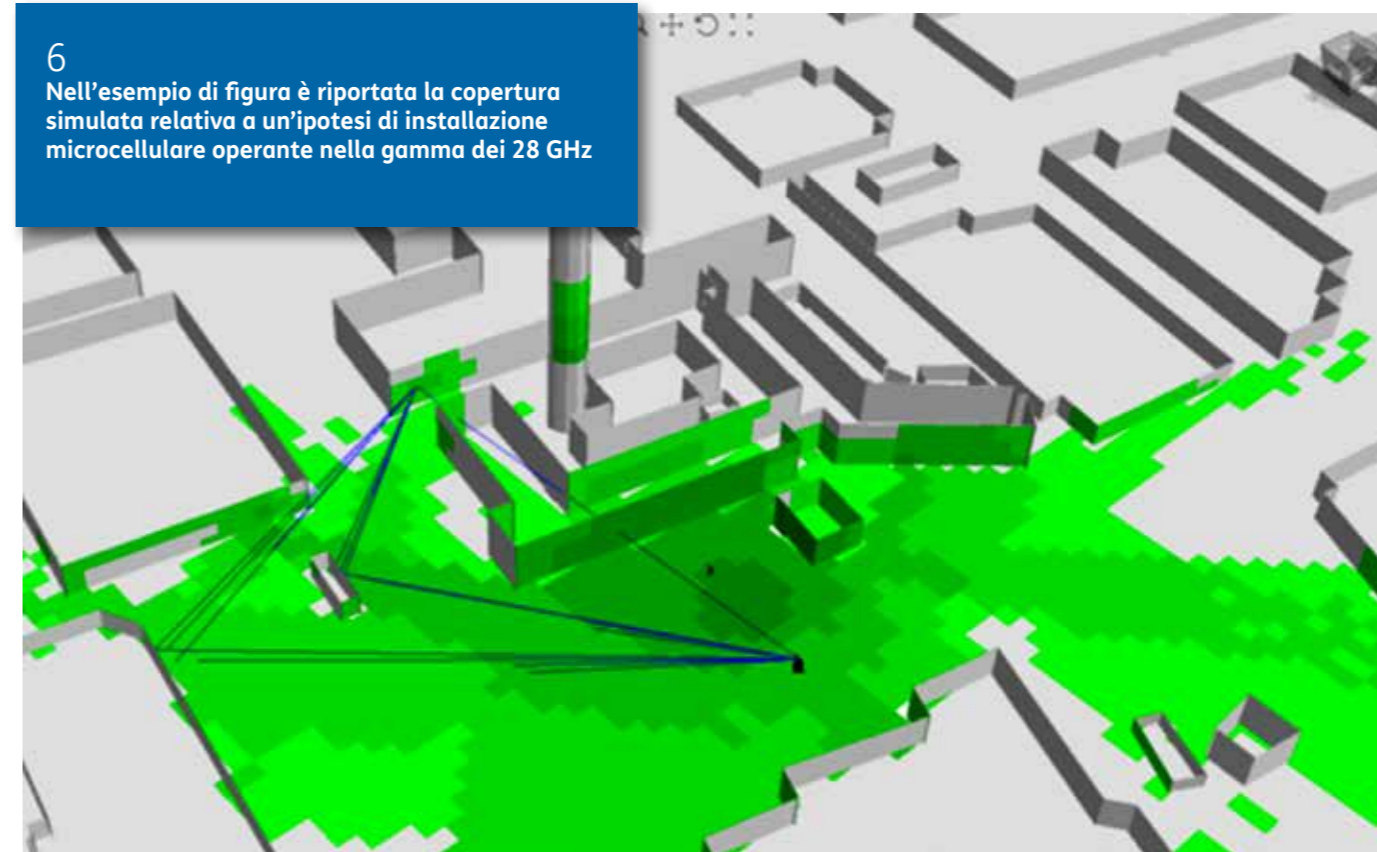 6
Nell'esempio di figura è riportata la copertura
simulata relativa a un'ipotesi di installazione
microcellulare operante nella gamma dei 28 GHz